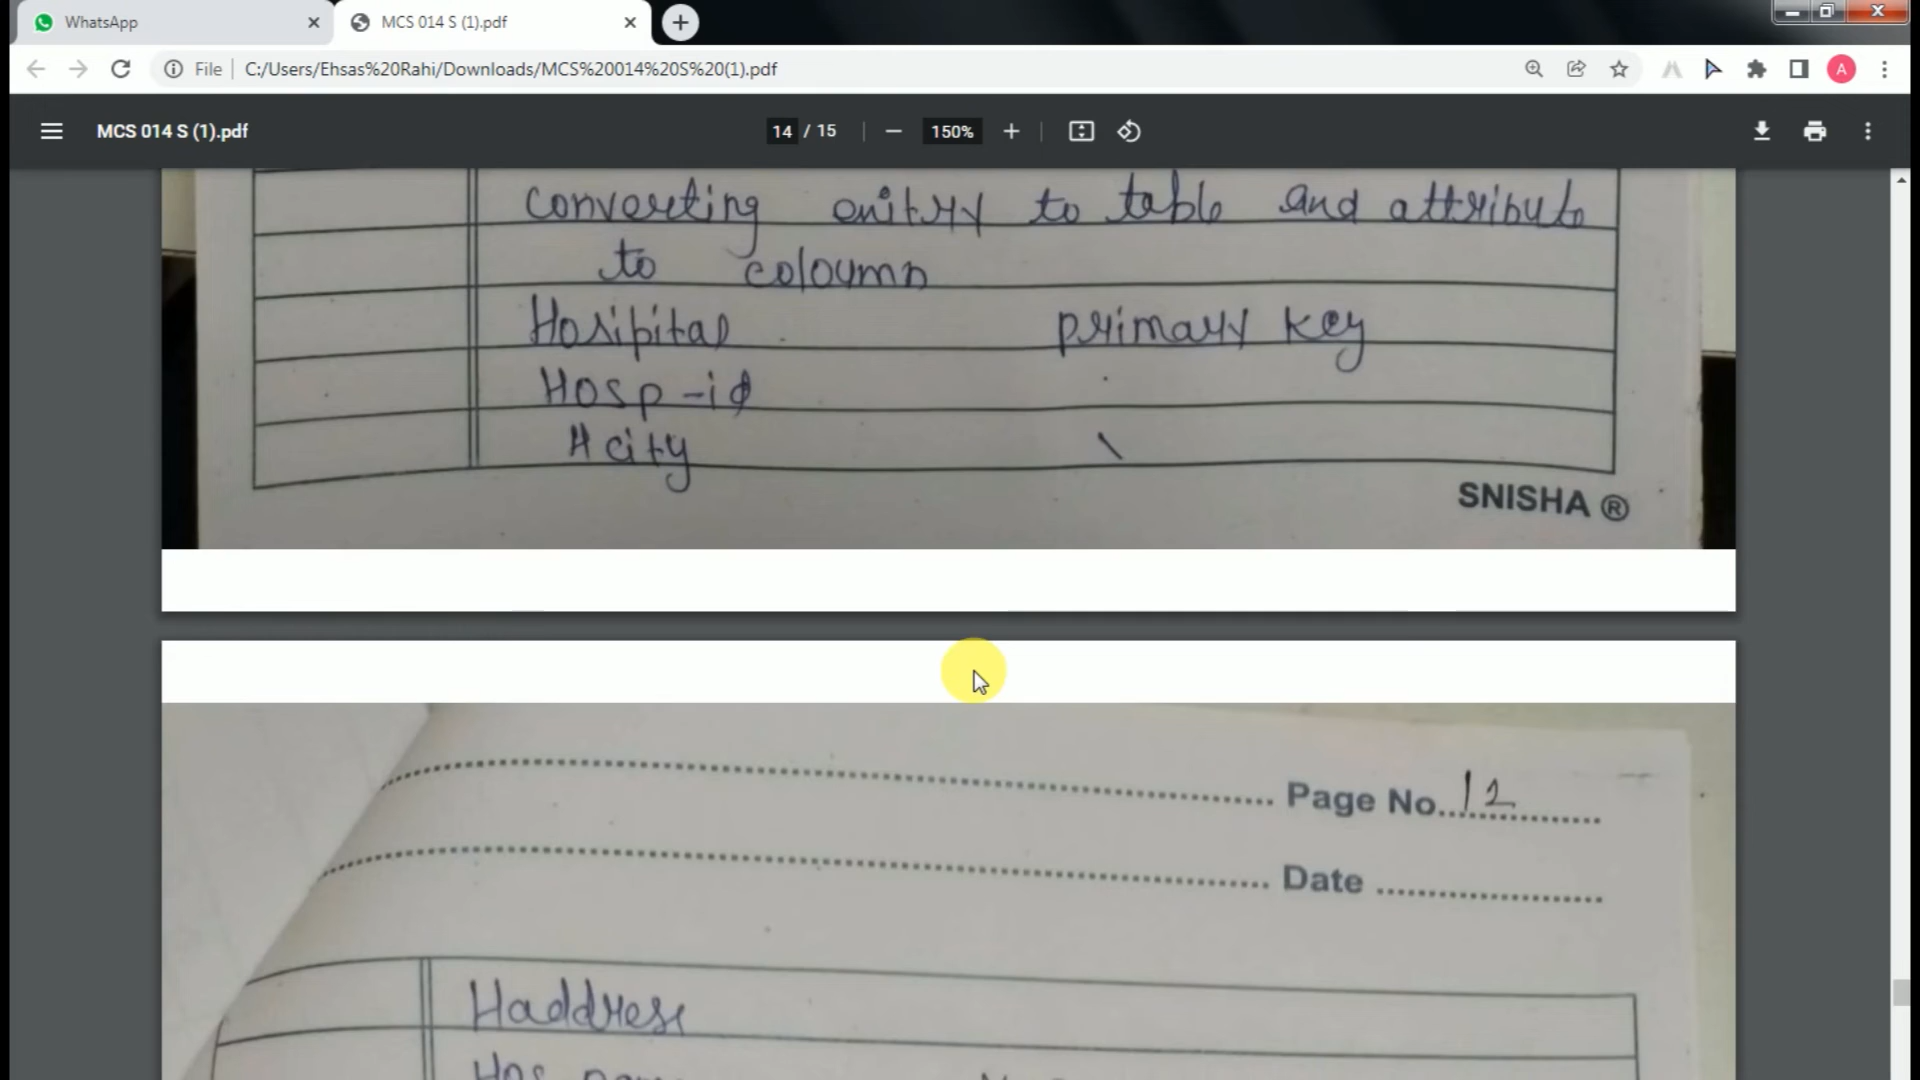 WhatsApp
MCS 014 S (1).pdf
File
C:/Users/Ehsas%20Rahi/Downloads/MCS%20014%20S%20(1).pdf
A
MCS 014 S (1).pdf
14 / 15
150%
converting enitry to table and attribute
to coloumn
Hosipital primary key
Hosp-id
H city
SNISHA ®
Page No. 12
Date
Haddress